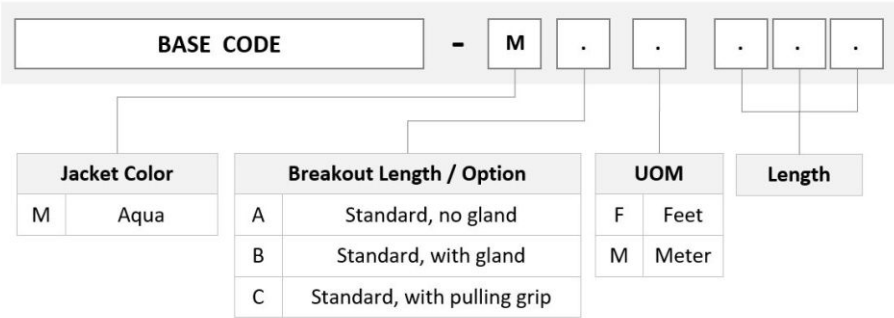 BASE CODE - M . . . . .
Jacket Color Breakout Length / Option UOM Length
M Aqua A Standard, no gland F Feet
B Standard, with gland M Meter
C Standard, with pulling grip